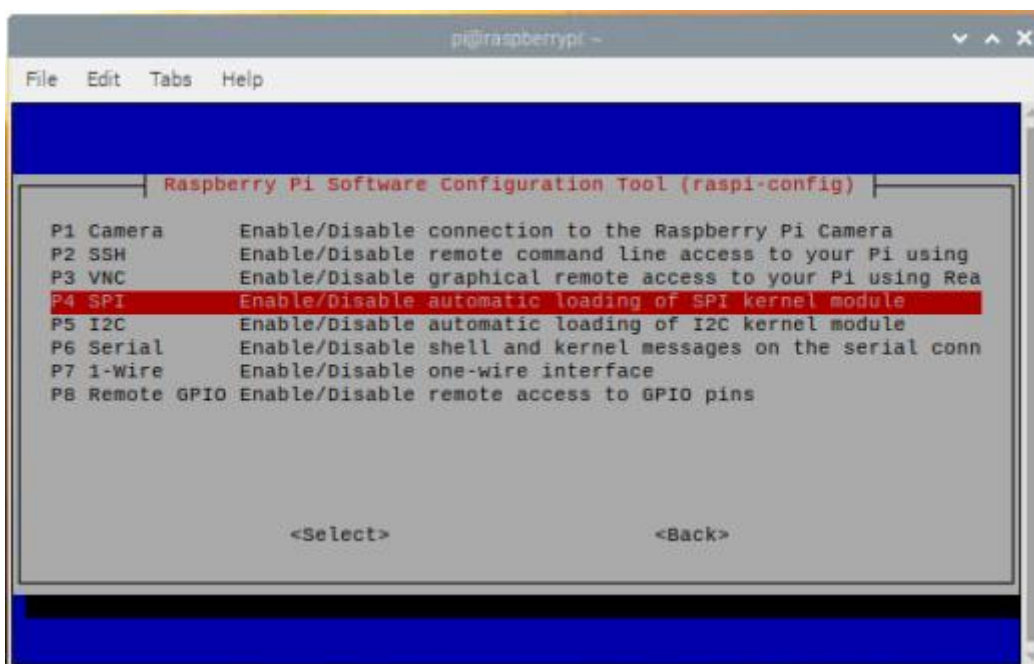 pi@raspberrypi: ~
File Edit Tabs Help
Raspberry Pi Software Configuration Tool (raspi-config)
P1 Camera Enable/Disable connection to the Raspberry Pi Camera
P2 SSH Enable/Disable remote command line access to your Pi using
P3 VNC Enable/Disable graphical remote access to your Pi using Rea
P4 SPI Enable/Disable automatic loading of SPI kernel module
P5 I2C Enable/Disable automatic loading of I2C kernel module
P6 Serial Enable/Disable shell and kernel messages on the serial conn
P7 1-Wire Enable/Disable one-wire interface
P8 Remote GPIO Enable/Disable remote access to GPIO pins
<Select> <Back>